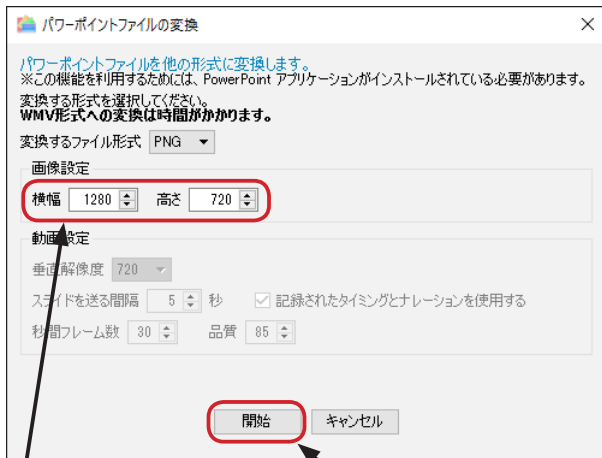 パワーポイントファイルの変換
パワーポイントファイルを他の形式に変換します。
※この機能を利用するためには、PowerPoint アプリケーションがインストールされている必要があります。
変換する形式を選択してください。
WMV形式への変換は時間がかかります。
変換するファイル形式 PNG
画像設定
横幅 1280 高さ 720
動画設定
垂直解像度 720
スライドを送る間隔 5 秒 記録されたタイミングとナレーションを使用する
秒間フレーム数 30 品質 85
開始 キャンセル